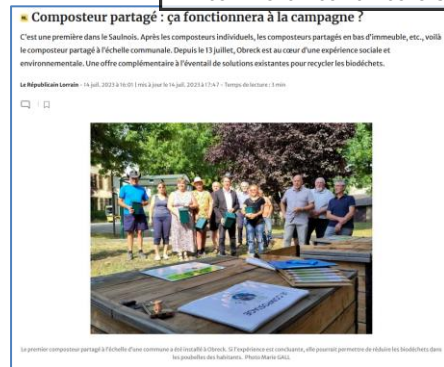 Composteur partagé : ça fonctionnera à la campagne ?
C'est une première dans le Saulnois. Après les composteurs individuels, les composteurs partagés en bas d'immeuble, etc., voilà
le composteur partagé à l'échelle communale. Depuis le 13 juillet, Obreck est au cœur d'une expérience sociale et
environnementale. Une offre complémentaire à l'éventail de solutions existantes pour recycler les biodéchets.
Le Républicain Lorrain - 14 juil. 2023 à 16:01 | mis à jour le 14 juil. 2023 à 17:47 - Temps de lecture : 3 min
Le premier composteur partagé à l'échelle d'une commune a été installé à Obreck. Si l'expérience est concluante, elle pourrait permettre de réduire les biodéchets dans
les poubelles des habitants. Photo Marie GALL